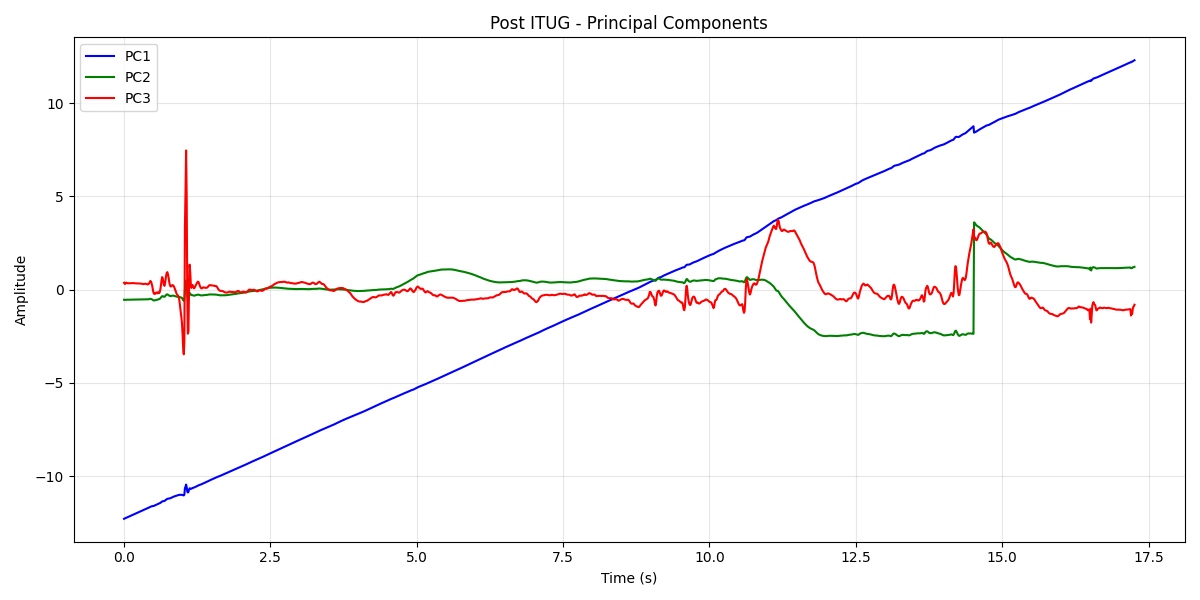 Post ITUG - Principal Components
PC1
PC2
PC3
Amplitude
10
5
0
−5
−10
0.0 2.5 5.0 7.5 10.0 12.5 15.0 17.5
Time (s)